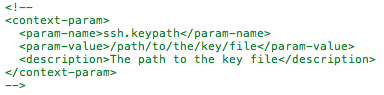 <!--
<context-param>
  <param-name>ssh.keypath</param-name>
  <param-value>/path/to/the/key/file</param-value>
  <description>The path to the key file</description>
</context-param>
-->